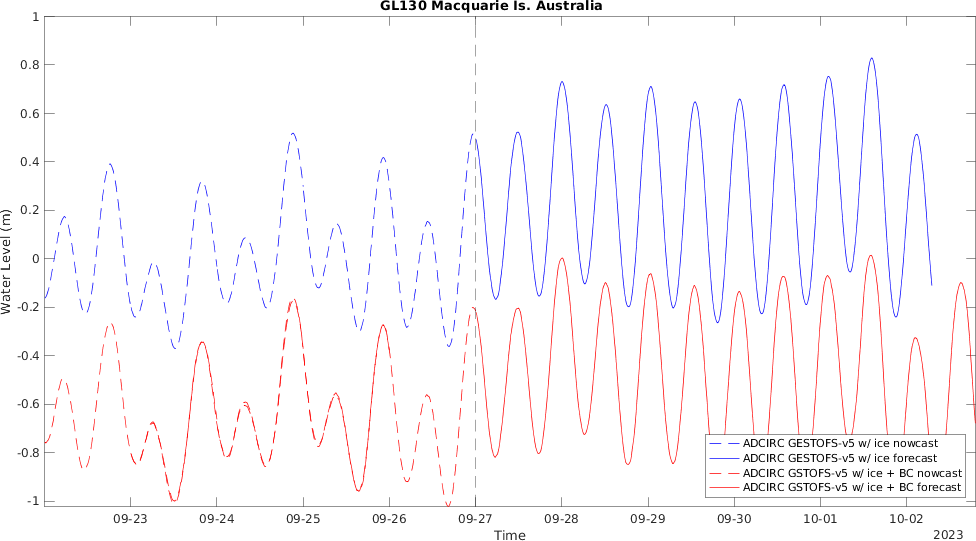 GL130 Macquarie Is. Australia
1
0.8
0.6
0.4
0.2
0
-0.2
-0.4
-0.6
-0.8
-1
Water Level (m)
ADCIRC GESTOFS-v5 w/ ice nowcast
ADCIRC GESTOFS-v5 w/ ice forecast
ADCIRC GSTOFS-v5 w/ ice + BC nowcast
ADCIRC GSTOFS-v5 w/ ice + BC forecast
09-23 09-24 09-25 09-26 09-27 09-28 09-29 09-30 10-01 10-02
Time
2023